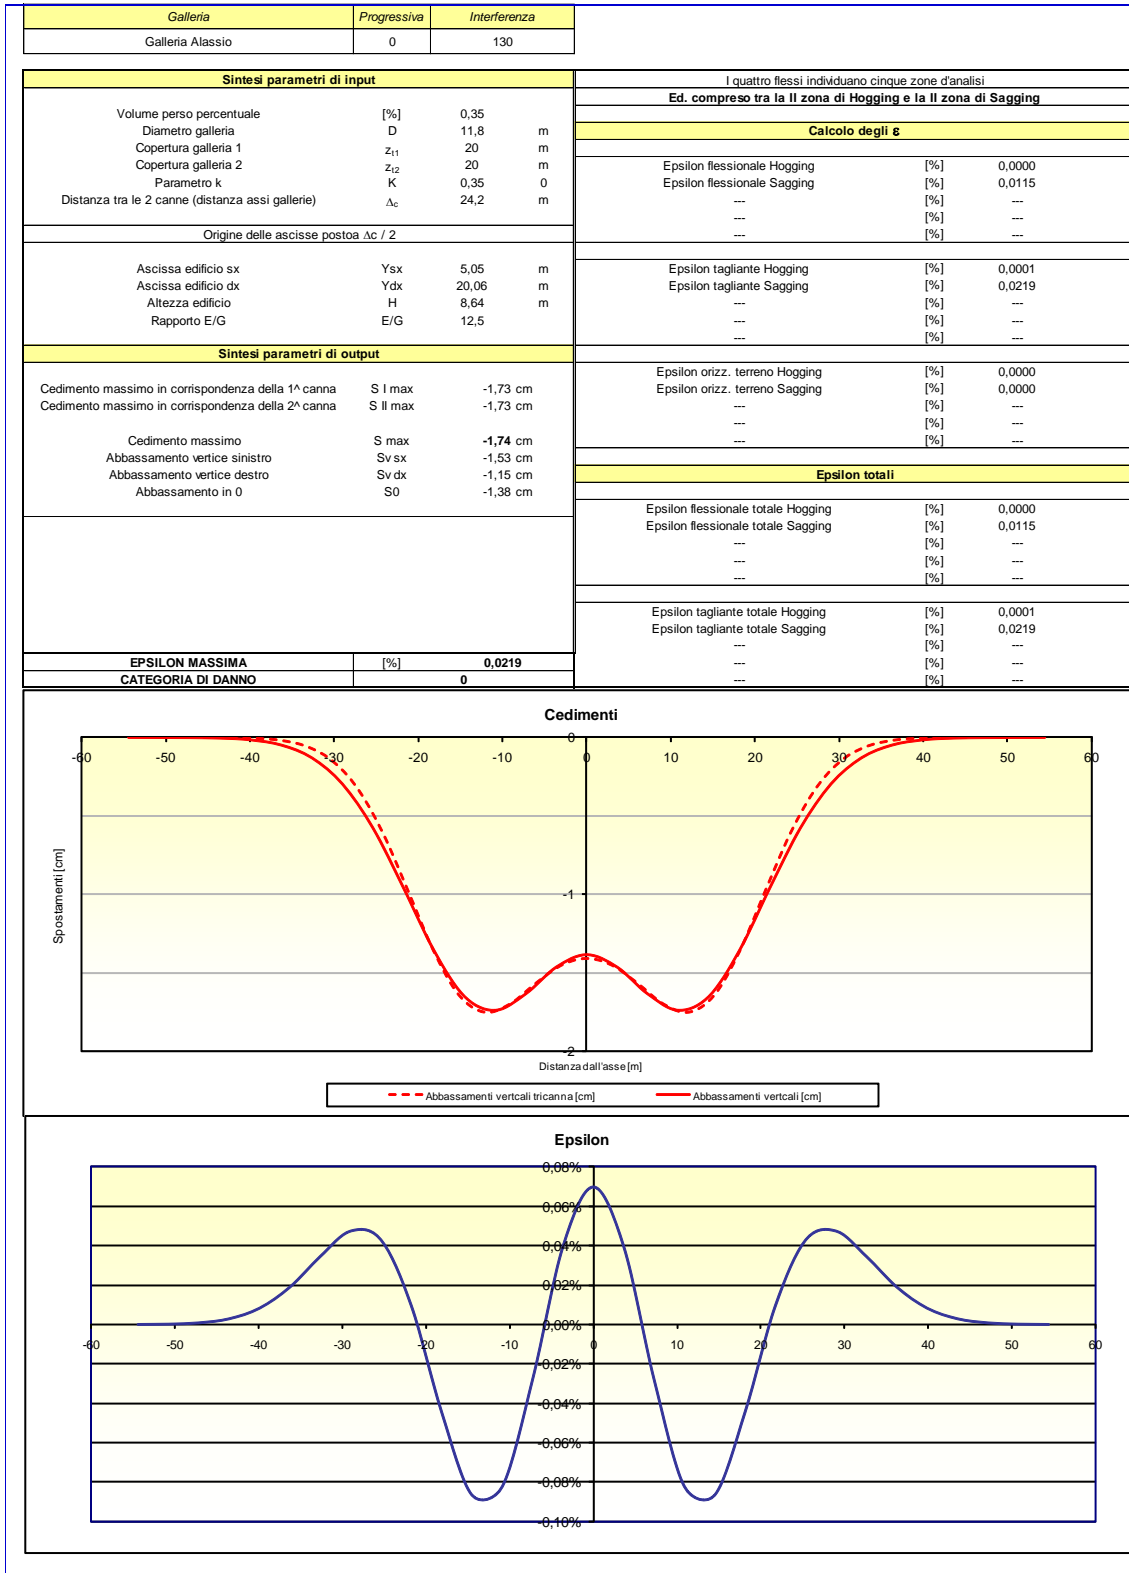 Galleria Progressiva Interferenza
Galleria Alassio 0 130
Sintesi parametri di input
Volume perso percentuale [%] 0,35
Diametro galleria D 11,8 m
Copertura galleria 1 zt1 20 m
Copertura galleria 2 zt2 20 m
Parametro k K 0,35 0
Distanza tra le 2 canne (distanza assi gallerie) Δc 24,2 m
Origine delle ascisse postoa Δc / 2
Ascissa edificio sx Ysx 5,05 m
Ascissa edificio dx Ydx 20,06 m
Altezza edificio H 8,64 m
Rapporto E/G E/G 12,5
Sintesi parametri di output
Cedimento massimo in corrispondenza della 1^ canna S I max -1,73 cm
Cedimento massimo in corrispondenza della 2^ canna S II max -1,73 cm
Cedimento massimo S max -1,74 cm
Abbassamento vertice sinistro Sv sx -1,53 cm
Abbassamento vertice destro Sv dx -1,15 cm
Abbassamento in 0 S0 -1,38 cm
EPSILON MASSIMA [%] 0,0219
CATEGORIA DI DANNO 0
I quattro flessi individuano cinque zone d'analisi
Ed. compreso tra la II zona di Hogging e la II zona di Sagging
Calcolo degli ε
Epsilon flessionale Hogging [%] 0,0000
Epsilon flessionale Sagging [%] 0,0115
--- [%] ---
--- [%] ---
--- [%] ---
Epsilon tagliante Hogging [%] 0,0001
Epsilon tagliante Sagging [%] 0,0219
--- [%] ---
--- [%] ---
--- [%] ---
Epsilon orizz. terreno Hogging [%] 0,0000
Epsilon orizz. terreno Sagging [%] 0,0000
--- [%] ---
--- [%] ---
--- [%] ---
Epsilon totali
Epsilon flessionale totale Hogging [%] 0,0000
Epsilon flessionale totale Sagging [%] 0,0115
--- [%] ---
--- [%] ---
--- [%] ---
Epsilon tagliante totale Hogging [%] 0,0001
Epsilon tagliante totale Sagging [%] 0,0219
--- [%] ---
--- [%] ---
--- [%] ---
Cedimenti
0
-60 -50 -40 -30 -20 -10 0 10 20 30 40 50 60
-1
-2
Spostamenti [cm]
Distanza dall'asse [m]
Abbassamenti vertcali tricanna [cm] Abbassamenti vertcali [cm]
Epsilon
0,08%
0,06%
0,04%
0,02%
0,00%
-60 -50 -40 -30 -20 -10 0 10 20 30 40 50 60
-0,02%
-0,04%
-0,06%
-0,08%
-0,10%